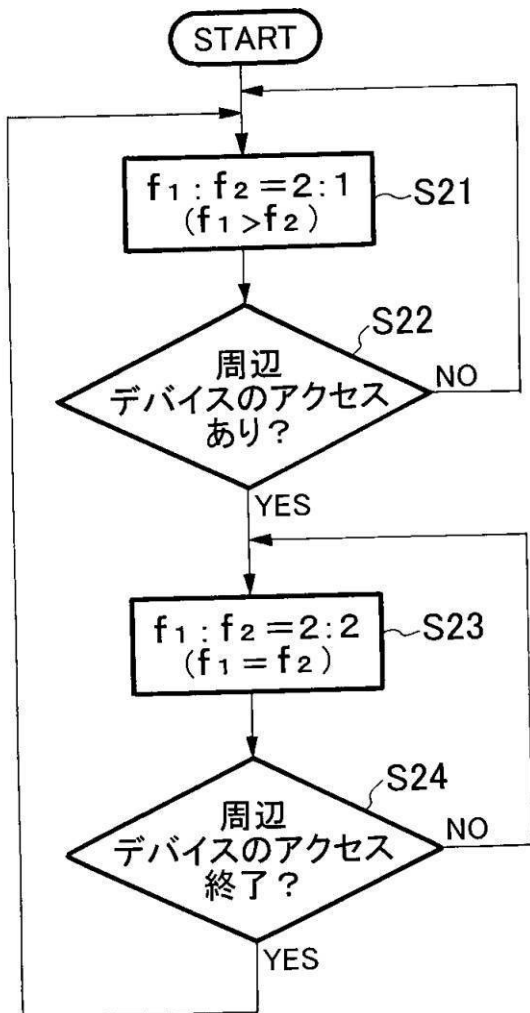 START
f₁:f₂=2:1
(f₁>f₂)
S21
S22
周辺
デバイスのアクセス
あり？
NO
YES
f₁:f₂=2:2
(f₁=f₂)
S23
S24
周辺
デバイスのアクセス
終了？
NO
YES